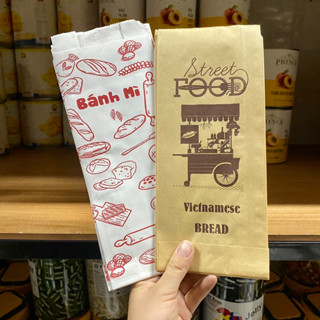 Bánh Mì
Street
FOOD
Vietnamese
BREAD